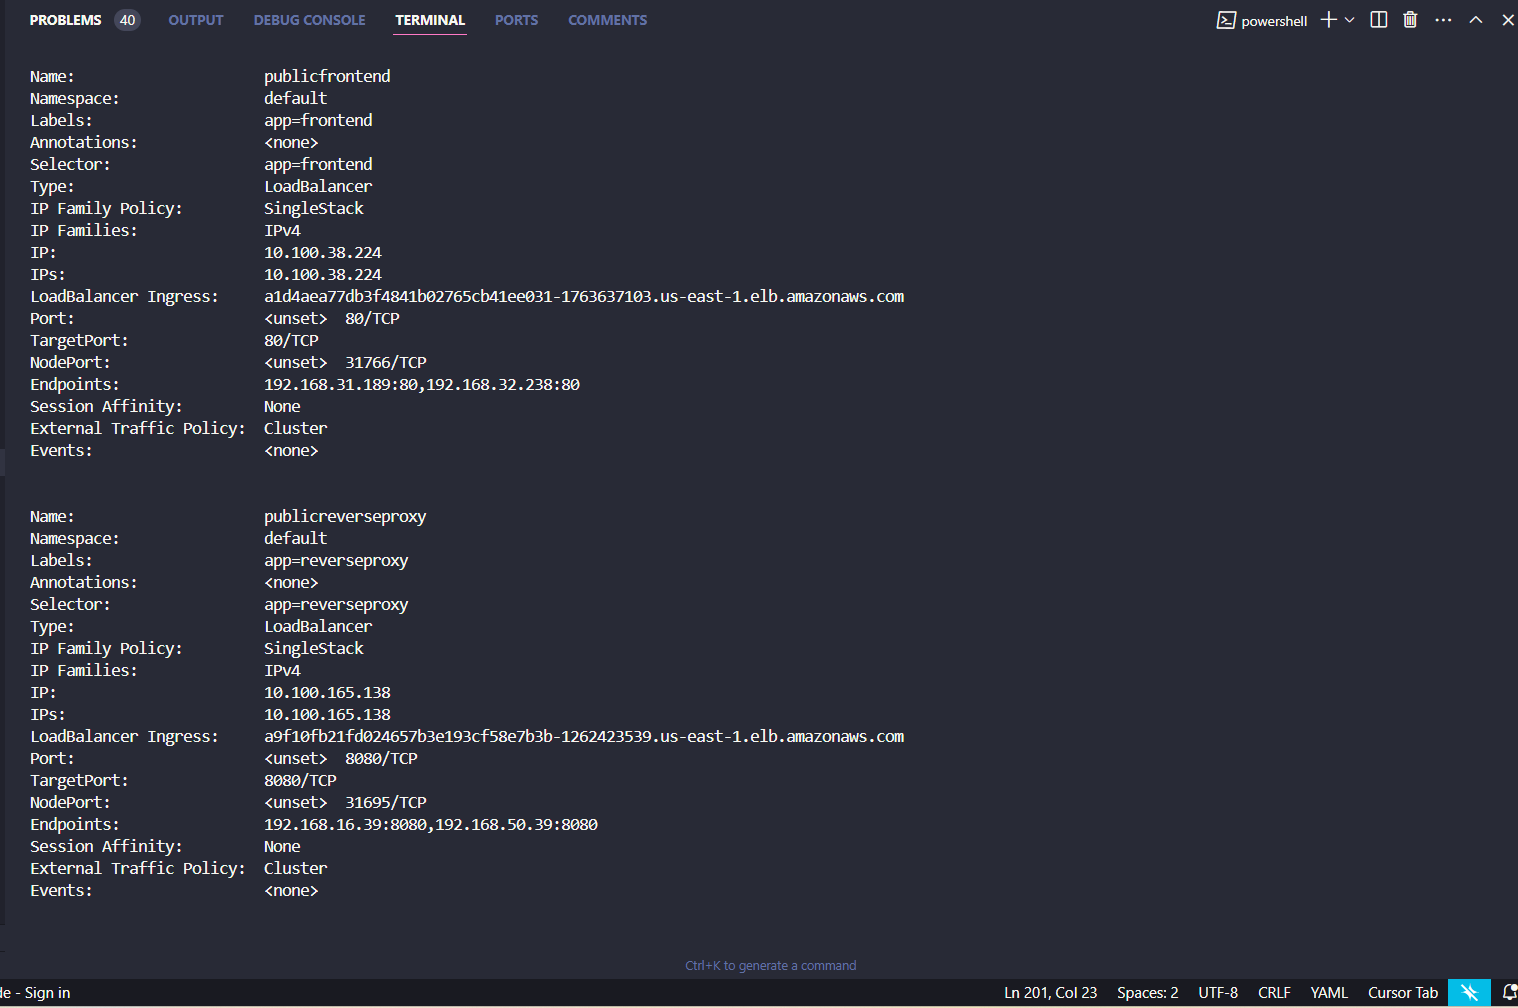 PROBLEMS 40 OUTPUT DEBUG CONSOLE TERMINAL PORTS COMMENTS powershell
Name: publicfrontend
Namespace: default
Labels: app=frontend
Annotations: <none>
Selector: app=frontend
Type: LoadBalancer
IP Family Policy: SingleStack
IP Families: IPv4
IP: 10.100.38.224
IPs: 10.100.38.224
LoadBalancer Ingress: a1d4aea77db3f4841b02765cb41ee031-1763637103.us-east-1.elb.amazonaws.com
Port: <unset> 80/TCP
TargetPort: 80/TCP
NodePort: <unset> 31766/TCP
Endpoints: 192.168.31.189:80,192.168.32.238:80
Session Affinity: None
External Traffic Policy: Cluster
Events: <none>
Name: publicreverseproxy
Namespace: default
Labels: app=reverseproxy
Annotations: <none>
Selector: app=reverseproxy
Type: LoadBalancer
IP Family Policy: SingleStack
IP Families: IPv4
IP: 10.100.165.138
IPs: 10.100.165.138
LoadBalancer Ingress: a9f10fb21fd024657b3e193cf58e7b3b-1262423539.us-east-1.elb.amazonaws.com
Port: <unset> 8080/TCP
TargetPort: 8080/TCP
NodePort: <unset> 31695/TCP
Endpoints: 192.168.16.39:8080,192.168.50.39:8080
Session Affinity: None
External Traffic Policy: Cluster
Events: <none>
Ctrl+K to generate a command
de - Sign in Ln 201, Col 23 Spaces: 2 UTF-8 CRLF YAML Cursor Tab